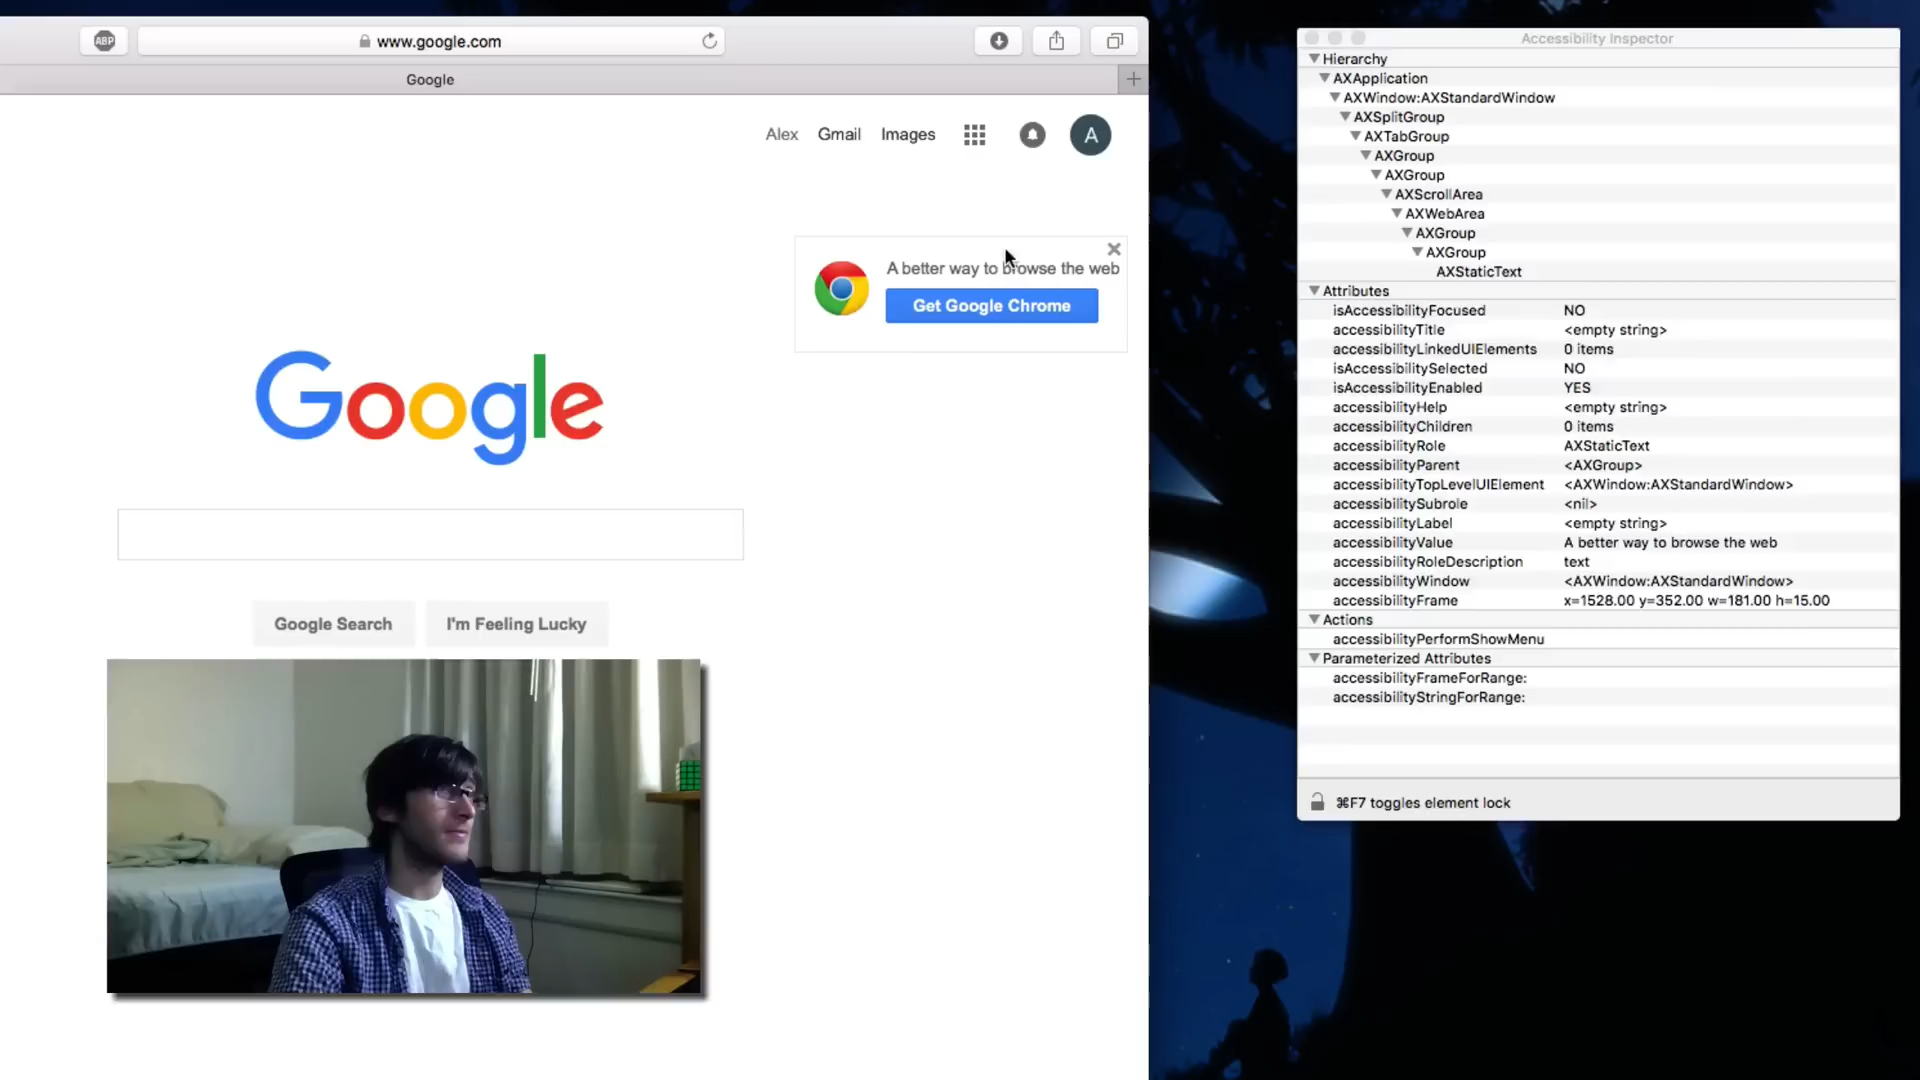 ABP
www.google.com
Google
Alex Gmail Images A
A better way to browse the web
Get Google Chrome
Google
Google Search I'm Feeling Lucky
Accessibility Inspector
Hierarchy
AXApplication
AXWindow:AXStandardWindow
AXSplitGroup
AXTabGroup
AXGroup
AXGroup
AXScrollArea
AXWebArea
AXGroup
AXGroup
AXStaticText
Attributes
isAccessibilityFocused NO
accessibilityTitle <empty string>
accessibilityLinkedUIElements 0 items
isAccessibilitySelected NO
isAccessibilityEnabled YES
accessibilityHelp <empty string>
accessibilityChildren 0 items
accessibilityRole AXStaticText
accessibilityParent <AXGroup>
accessibilityTopLevelUIElement <AXWindow:AXStandardWindow>
accessibilitySubrole <nil>
accessibilityLabel <empty string>
accessibilityValue A better way to browse the web
accessibilityRoleDescription text
accessibilityWindow <AXWindow:AXStandardWindow>
accessibilityFrame x=1528.00 y=352.00 w=181.00 h=15.00
Actions
accessibilityPerformShowMenu
Parameterized Attributes
accessibilityFrameForRange:
accessibilityStringForRange:
⌘F7 toggles element lock